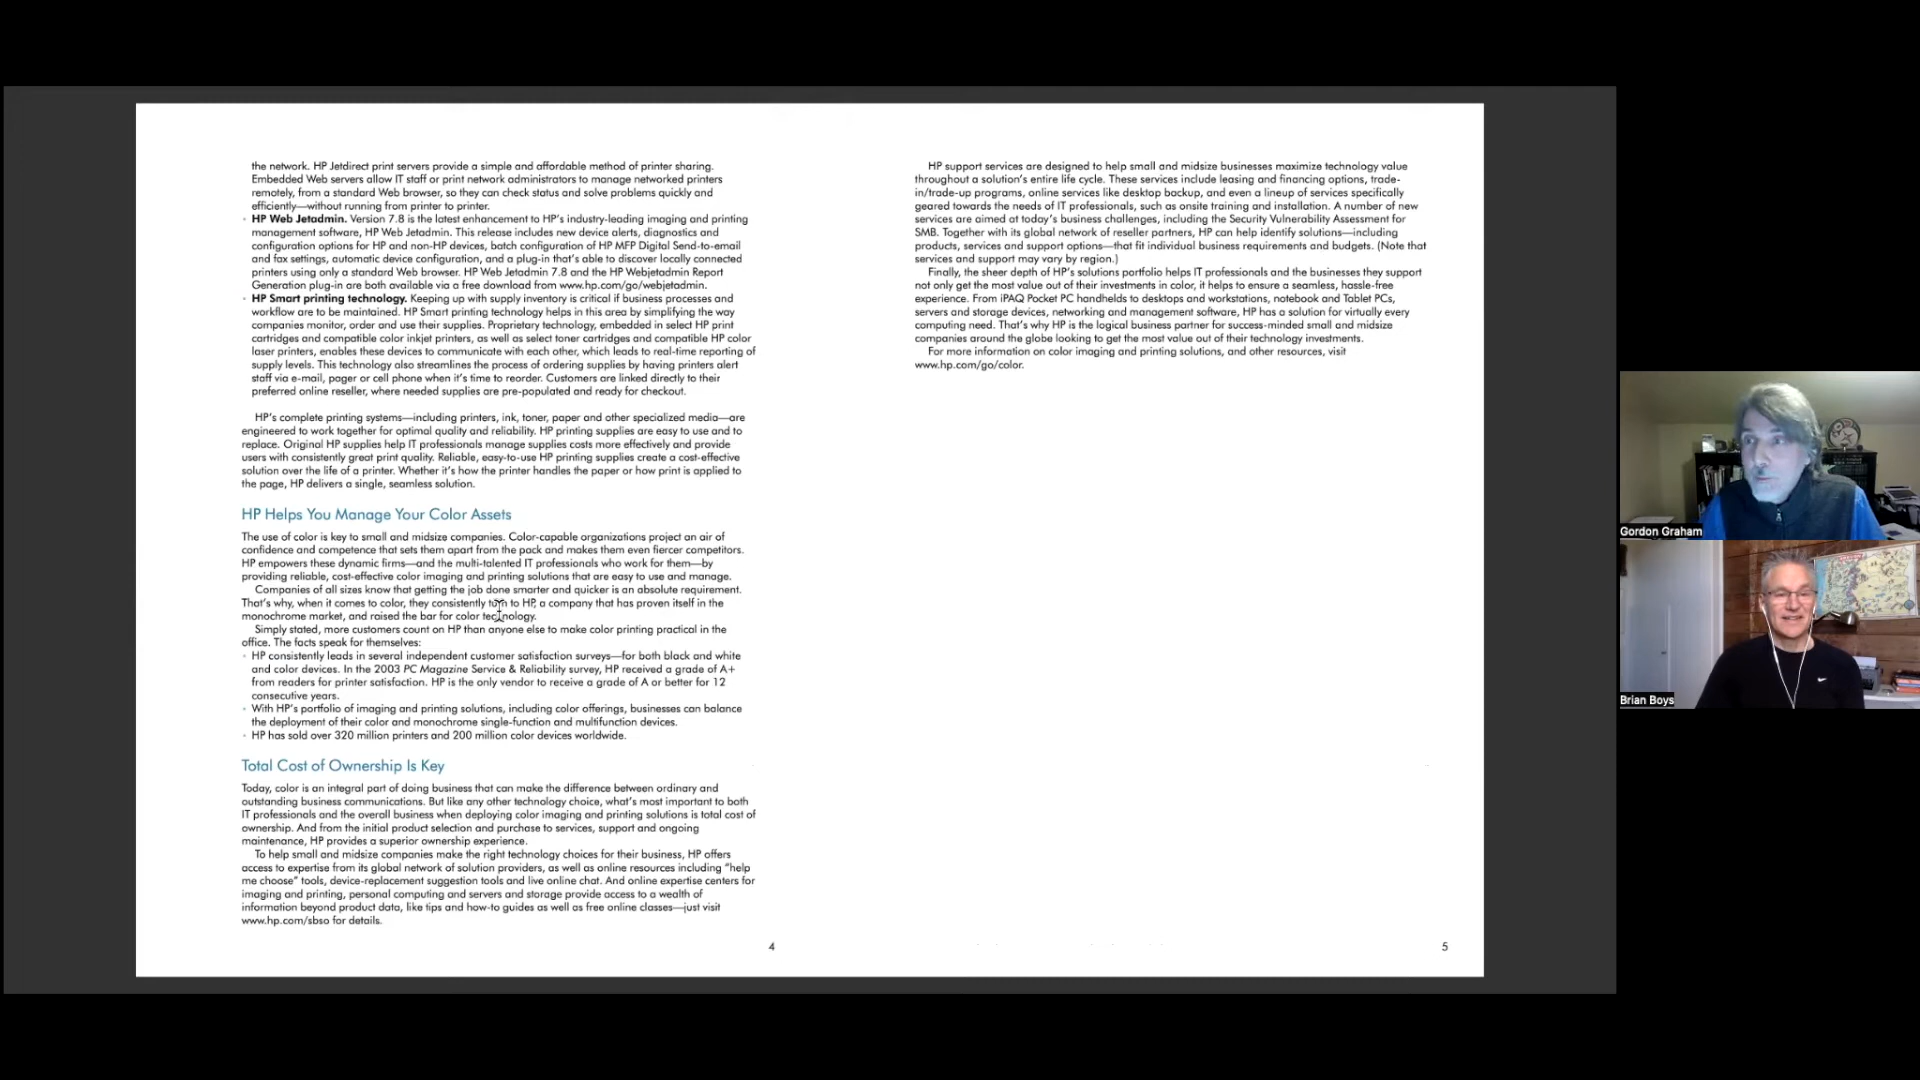 the network. HP Jetdirect print servers provide a simple and affordable method of printer sharing.
Embedded Web servers allow IT staff or print network administrators to manage networked printers
remotely, from a standard Web browser, so they can check status and solve problems quickly and
efficiently—without running from printer to printer.
• HP Web Jetadmin. Version 7.8 is the latest enhancement to HP's industry-leading imaging and printing
management software, HP Web Jetadmin. This release includes new device alerts, diagnostics and
configuration options for HP and non-HP devices, batch configuration of HP MFP Digital Send-to-email
and fax settings, automatic device configuration, and a plug-in that's able to discover locally connected
printers using only a standard Web browser. HP Web Jetadmin 7.8 and the HP Webjetadmin Report
Generation plug-in are both available via a free download from www.hp.com/go/webjetadmin.
• HP Smart printing technology. Keeping up with supply inventory is critical if business processes and
workflow are to be maintained. HP Smart printing technology helps in this area by simplifying the way
companies monitor, order and use their supplies. Proprietary technology, embedded in select HP print
cartridges and compatible color inkjet printers, as well as select toner cartridges and compatible HP color
laser printers, enables these devices to communicate with each other, which leads to real-time reporting of
supply levels. This technology also streamlines the process of ordering supplies by having printers alert
staff via e-mail, pager or cell phone when it's time to reorder. Customers are linked directly to their
preferred online reseller, where needed supplies are pre-populated and ready for checkout.
HP's complete printing systems—including printers, ink, toner, paper and other specialized media—are
engineered to work together for optimal quality and reliability. HP printing supplies are easy to use and to
replace. Original HP supplies help IT professionals manage supplies costs more effectively and provide
users with consistently great print quality. Reliable, easy-to-use HP printing supplies create a cost-effective
solution over the life of a printer. Whether it's how the printer handles the paper or how print is applied to
the page, HP delivers a single, seamless solution.
HP Helps You Manage Your Color Assets
The use of color is key to small and midsize companies. Color-capable organizations project an air of
confidence and competence that sets them apart from the pack and makes them even fiercer competitors.
HP empowers these dynamic firms—and the multi-talented IT professionals who work for them—by
providing reliable, cost-effective color imaging and printing solutions that are easy to use and manage.
Companies of all sizes know that getting the job done smarter and quicker is an absolute requirement.
That's why, when it comes to color, they consistently turn to HP, a company that has proven itself in the
monochrome market, and raised the bar for color technology.
Simply stated, more customers count on HP than anyone else to make color printing practical in the
office. The facts speak for themselves:
• HP consistently leads in several independent customer satisfaction surveys—for both black and white
and color devices. In the 2003 PC Magazine Service & Reliability survey, HP received a grade of A+
from readers for printer satisfaction. HP is the only vendor to receive a grade of A or better for 12
consecutive years.
• With HP's portfolio of imaging and printing solutions, including color offerings, businesses can balance
the deployment of their color and monochrome single-function and multifunction devices.
• HP has sold over 320 million printers and 200 million color devices worldwide.
Total Cost of Ownership Is Key
Today, color is an integral part of doing business that can make the difference between ordinary and
outstanding business communications. But like any other technology choice, what's most important to both
IT professionals and the overall business when deploying color imaging and printing solutions is total cost of
ownership. And from the initial product selection and purchase to services, support and ongoing
maintenance, HP provides a superior ownership experience.
To help small and midsize companies make the right technology choices for their business, HP offers
access to expertise from its global network of solution providers, as well as online resources including "help
me choose" tools, device-replacement suggestion tools and live online chat. And online expertise centers for
imaging and printing, personal computing and servers and storage provide access to a wealth of
information beyond product data, like tips and how-to guides as well as free online classes—just visit
www.hp.com/sbso for details.
4
HP support services are designed to help small and midsize businesses maximize technology value
throughout a solution's entire life cycle. These services include leasing and financing options, trade-
in/trade-up programs, online services like desktop backup, and even a lineup of services specifically
geared towards the needs of IT professionals, such as onsite training and installation. A number of new
services are aimed at today's business challenges, including the Security Vulnerability Assessment for
SMB. Together with its global network of reseller partners, HP can help identify solutions—including
products, services and support options—that fit individual business requirements and budgets. (Note that
services and support may vary by region.)
Finally, the sheer depth of HP's solutions portfolio helps IT professionals and the businesses they support
not only get the most value out of their investments in color, it helps to ensure a seamless, hassle-free
experience. From iPAQ Pocket PC handhelds to desktops and workstations, notebook and Tablet PCs,
servers and storage devices, networking and management software, HP has a solution for virtually every
computing need. That's why HP is the logical business partner for success-minded small and midsize
companies around the globe looking to get the most value out of their technology investments.
For more information on color imaging and printing solutions, and other resources, visit
www.hp.com/go/color.
5
Gordon Graham
Brian Boys